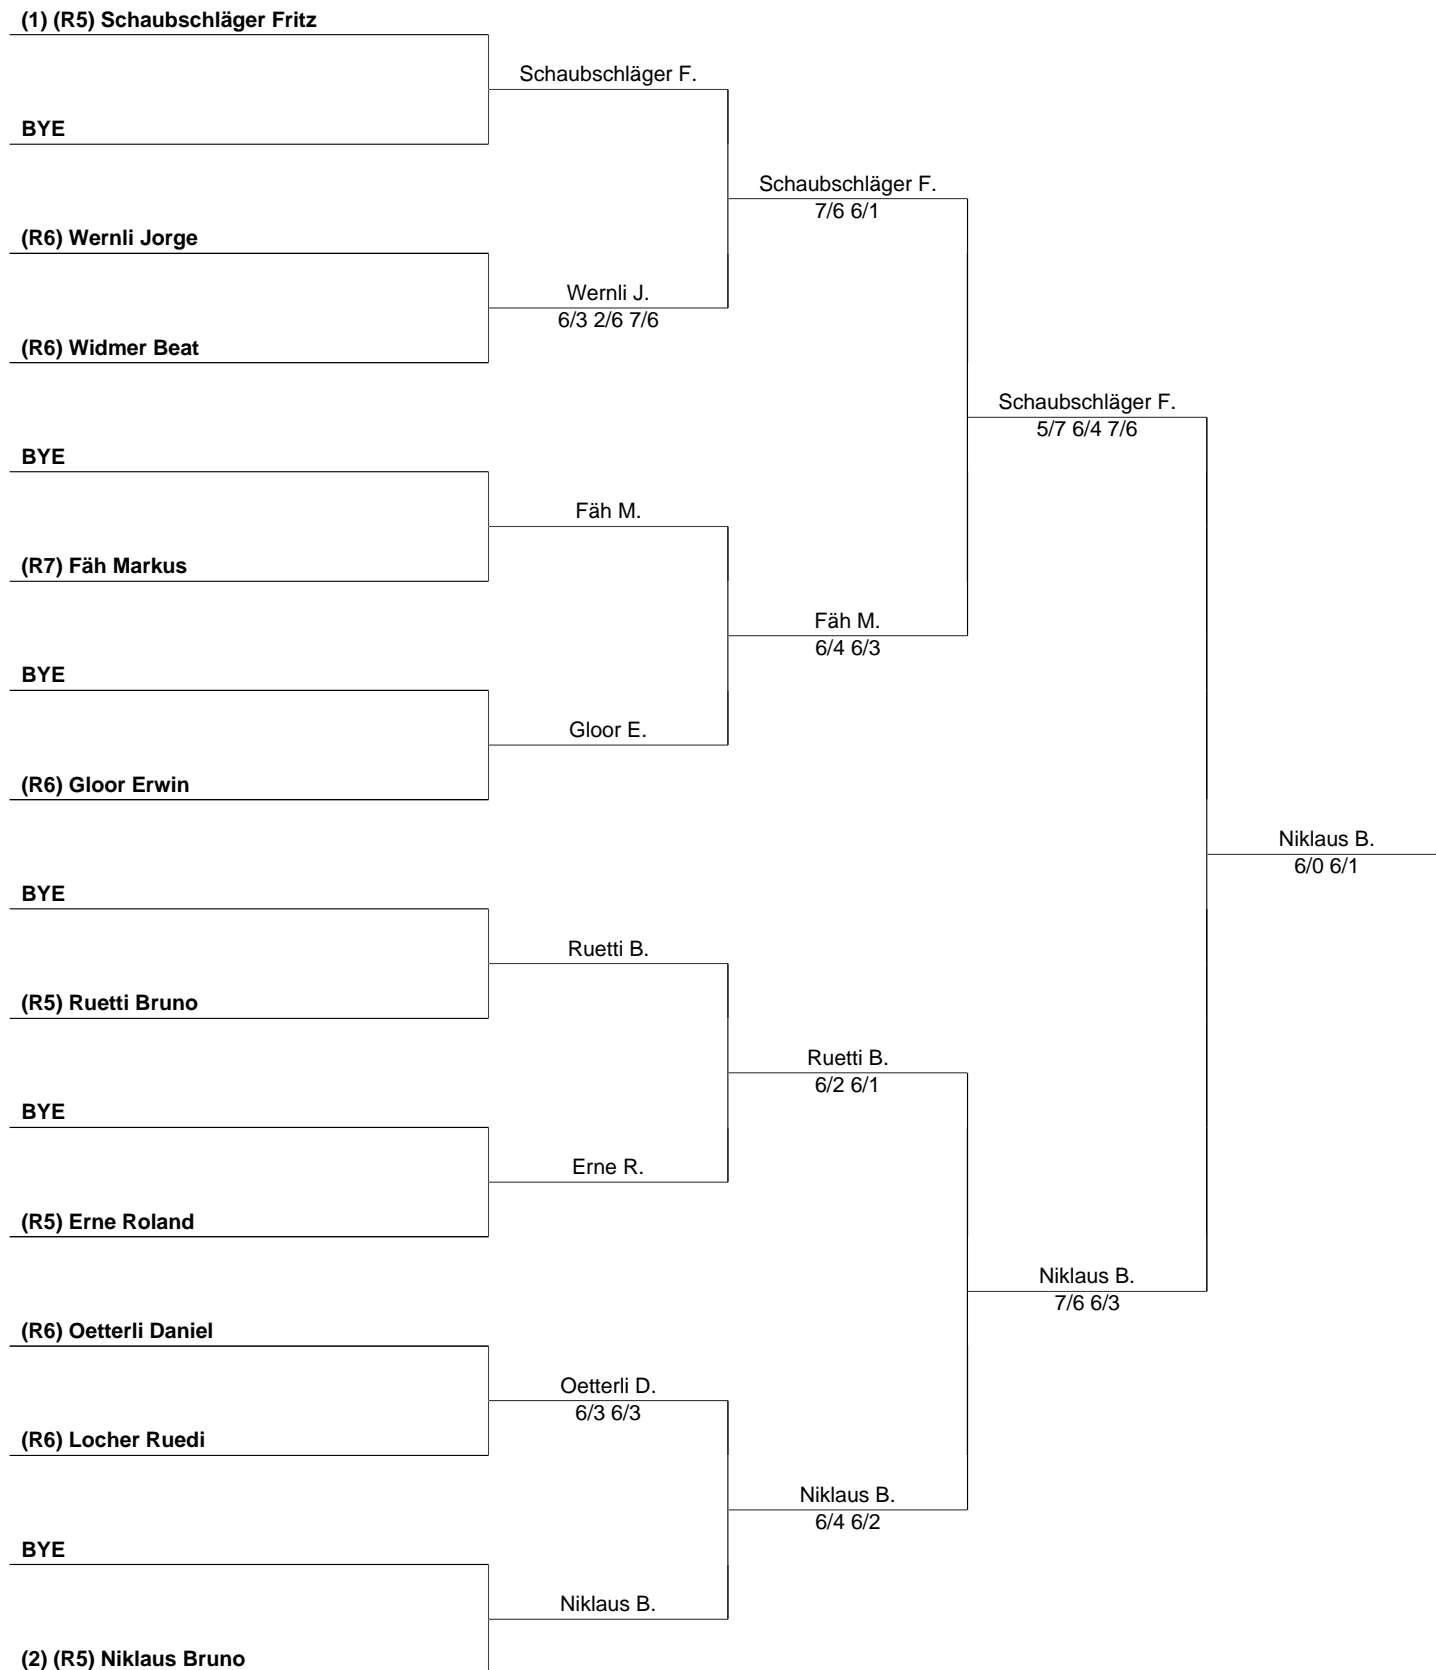 (1) (R5) Schaubschläger Fritz
Schaubschläger F.
BYE
Schaubschläger F.
7/6 6/1
(R6) Wernli Jorge
Wernli J.
6/3 2/6 7/6
(R6) Widmer Beat
Schaubschläger F.
5/7 6/4 7/6
BYE
Fäh M.
(R7) Fäh Markus
Fäh M.
6/4 6/3
BYE
Gloor E.
(R6) Gloor Erwin
Niklaus B.
6/0 6/1
BYE
Ruetti B.
(R5) Ruetti Bruno
Ruetti B.
6/2 6/1
BYE
Erne R.
(R5) Erne Roland
Niklaus B.
7/6 6/3
(R6) Oetterli Daniel
Oetterli D.
6/3 6/3
(R6) Locher Ruedi
Niklaus B.
6/4 6/2
BYE
Niklaus B.
(2) (R5) Niklaus Bruno